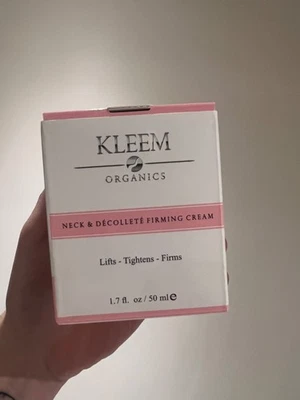 KLEEM
ORGANICS
NECK & DÉCOLLETÉ FIRMING CREAM
Lifts - Tightens - Firms
1.7 fl. oz / 50 ml℮